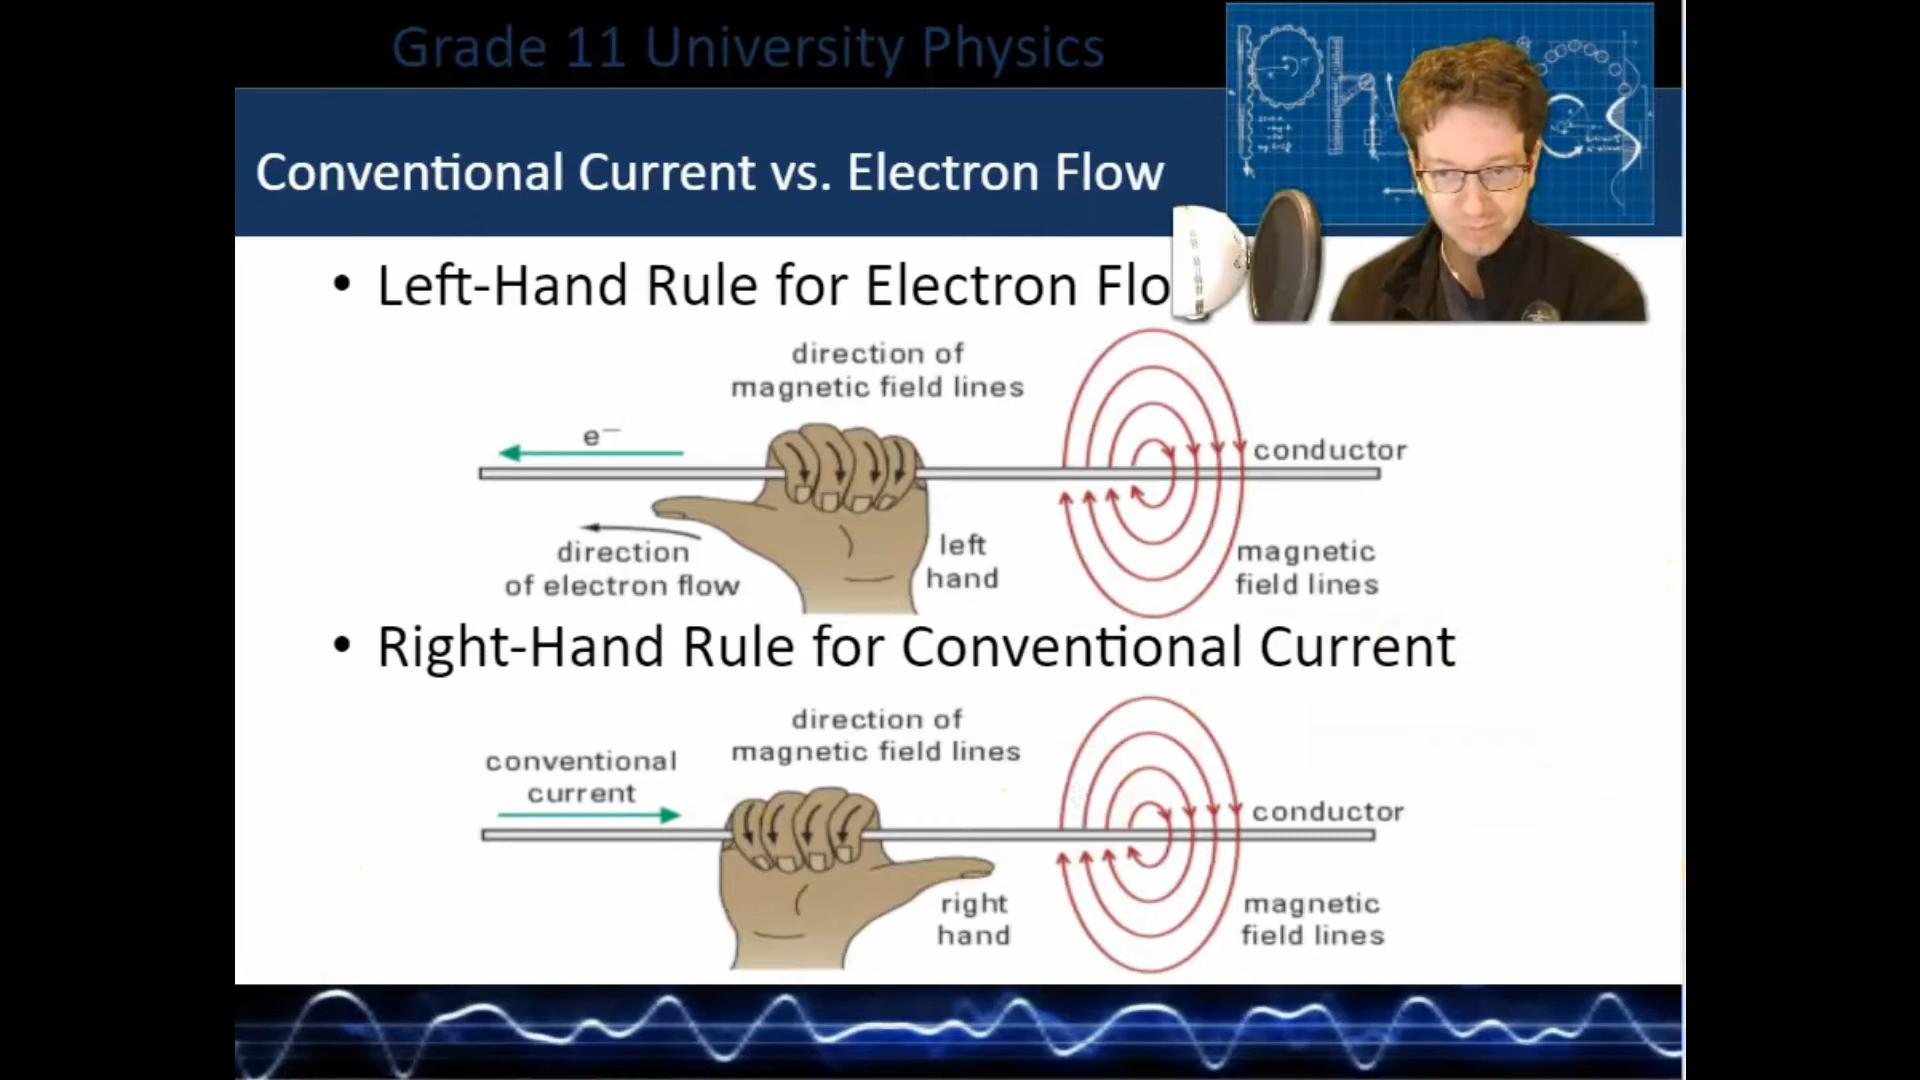 Grade 11 University Physics
Conventional Current vs. Electron Flow
• Left-Hand Rule for Electron Flo
direction of
magnetic field lines
e⁻
conductor
direction
of electron flow
left
hand
magnetic
field lines
• Right-Hand Rule for Conventional Current
direction of
magnetic field lines
conventional
current
conductor
right
hand
magnetic
field lines